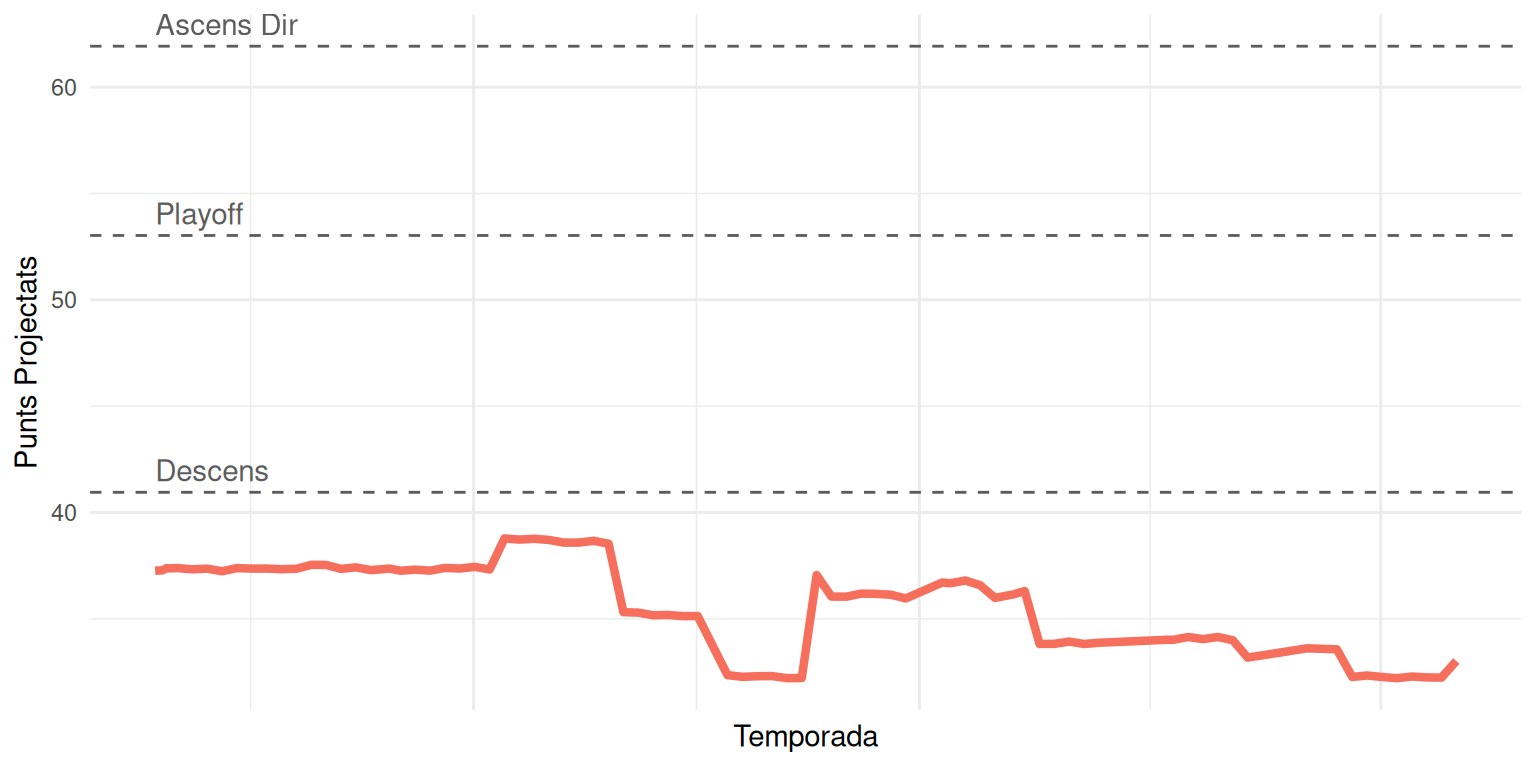 Ascens Dir
60
Playoff
50
Punts Projectats
Descens
40
Temporada